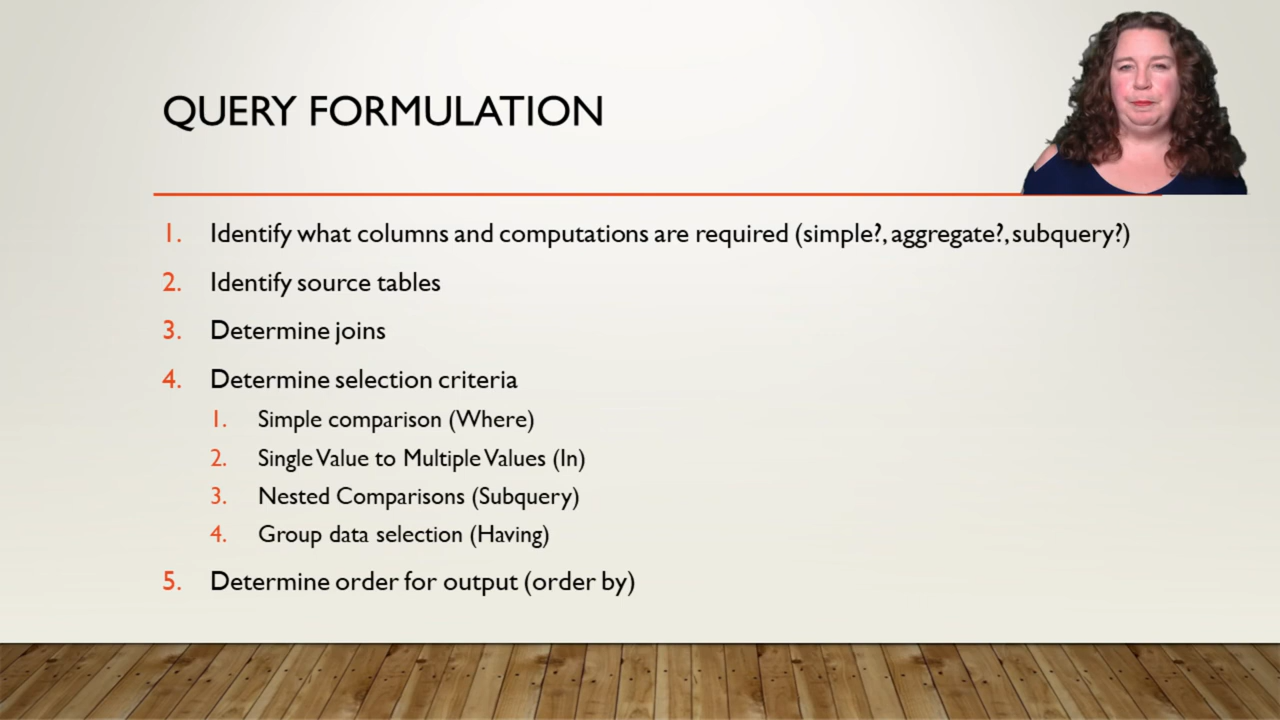 QUERY FORMULATION
1. Identify what columns and computations are required (simple?, aggregate?, subquery?)
2. Identify source tables
3. Determine joins
4. Determine selection criteria
1. Simple comparison (Where)
2. Single Value to Multiple Values (In)
3. Nested Comparisons (Subquery)
4. Group data selection (Having)
5. Determine order for output (order by)